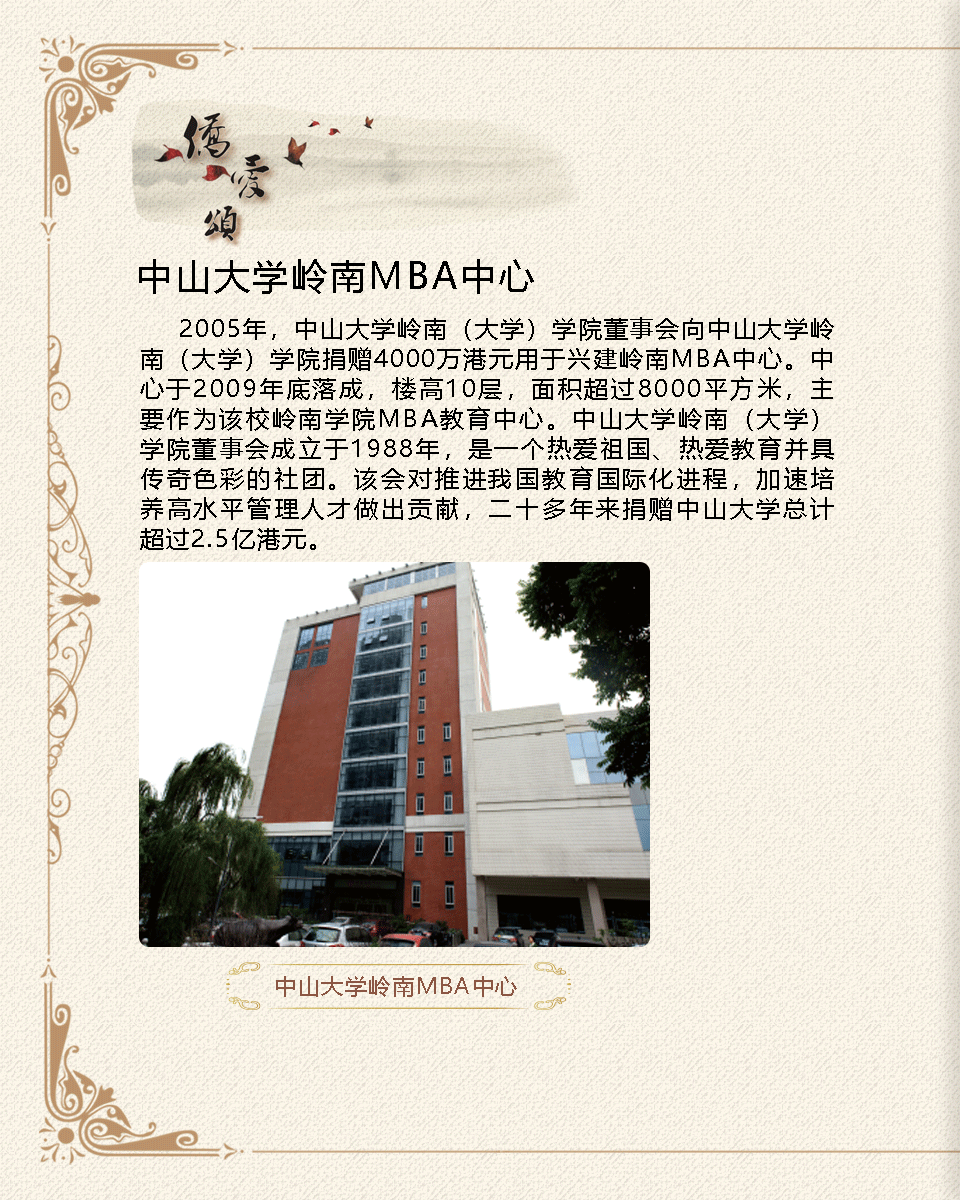 僑
愛
頌
中山大学岭南MBA中心
2005年，中山大学岭南（大学）学院董事会向中山大学岭
南（大学）学院捐赠4000万港元用于兴建岭南MBA中心。中
心于2009年底落成，楼高10层，面积超过8000平方米，主
要作为该校岭南学院MBA教育中心。中山大学岭南（大学）
学院董事会成立于1988年，是一个热爱祖国、热爱教育并具
传奇色彩的社团。该会对推进我国教育国际化进程，加速培
养高水平管理人才做出贡献，二十多年来捐赠中山大学总计
超过2.5亿港元。
中山大学岭南MBA中心